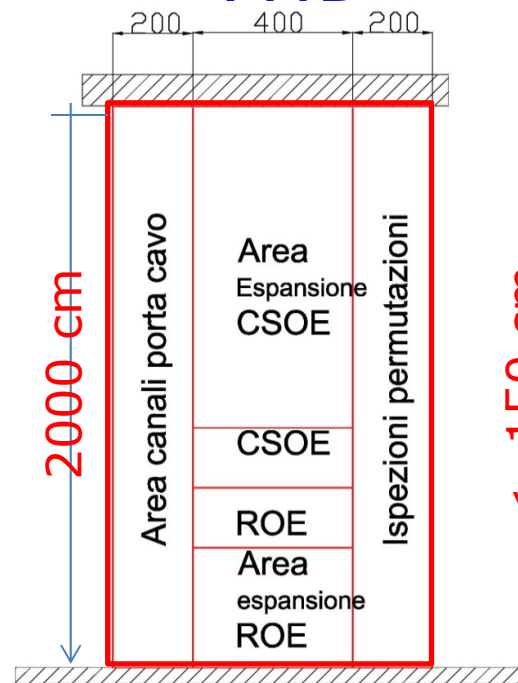 200 400 200
2000 cm
Area canali porta cavo
Area
Espansione
CSOE
CSOE
ROE
Area
espansione
ROE
Ispezioni permutazioni